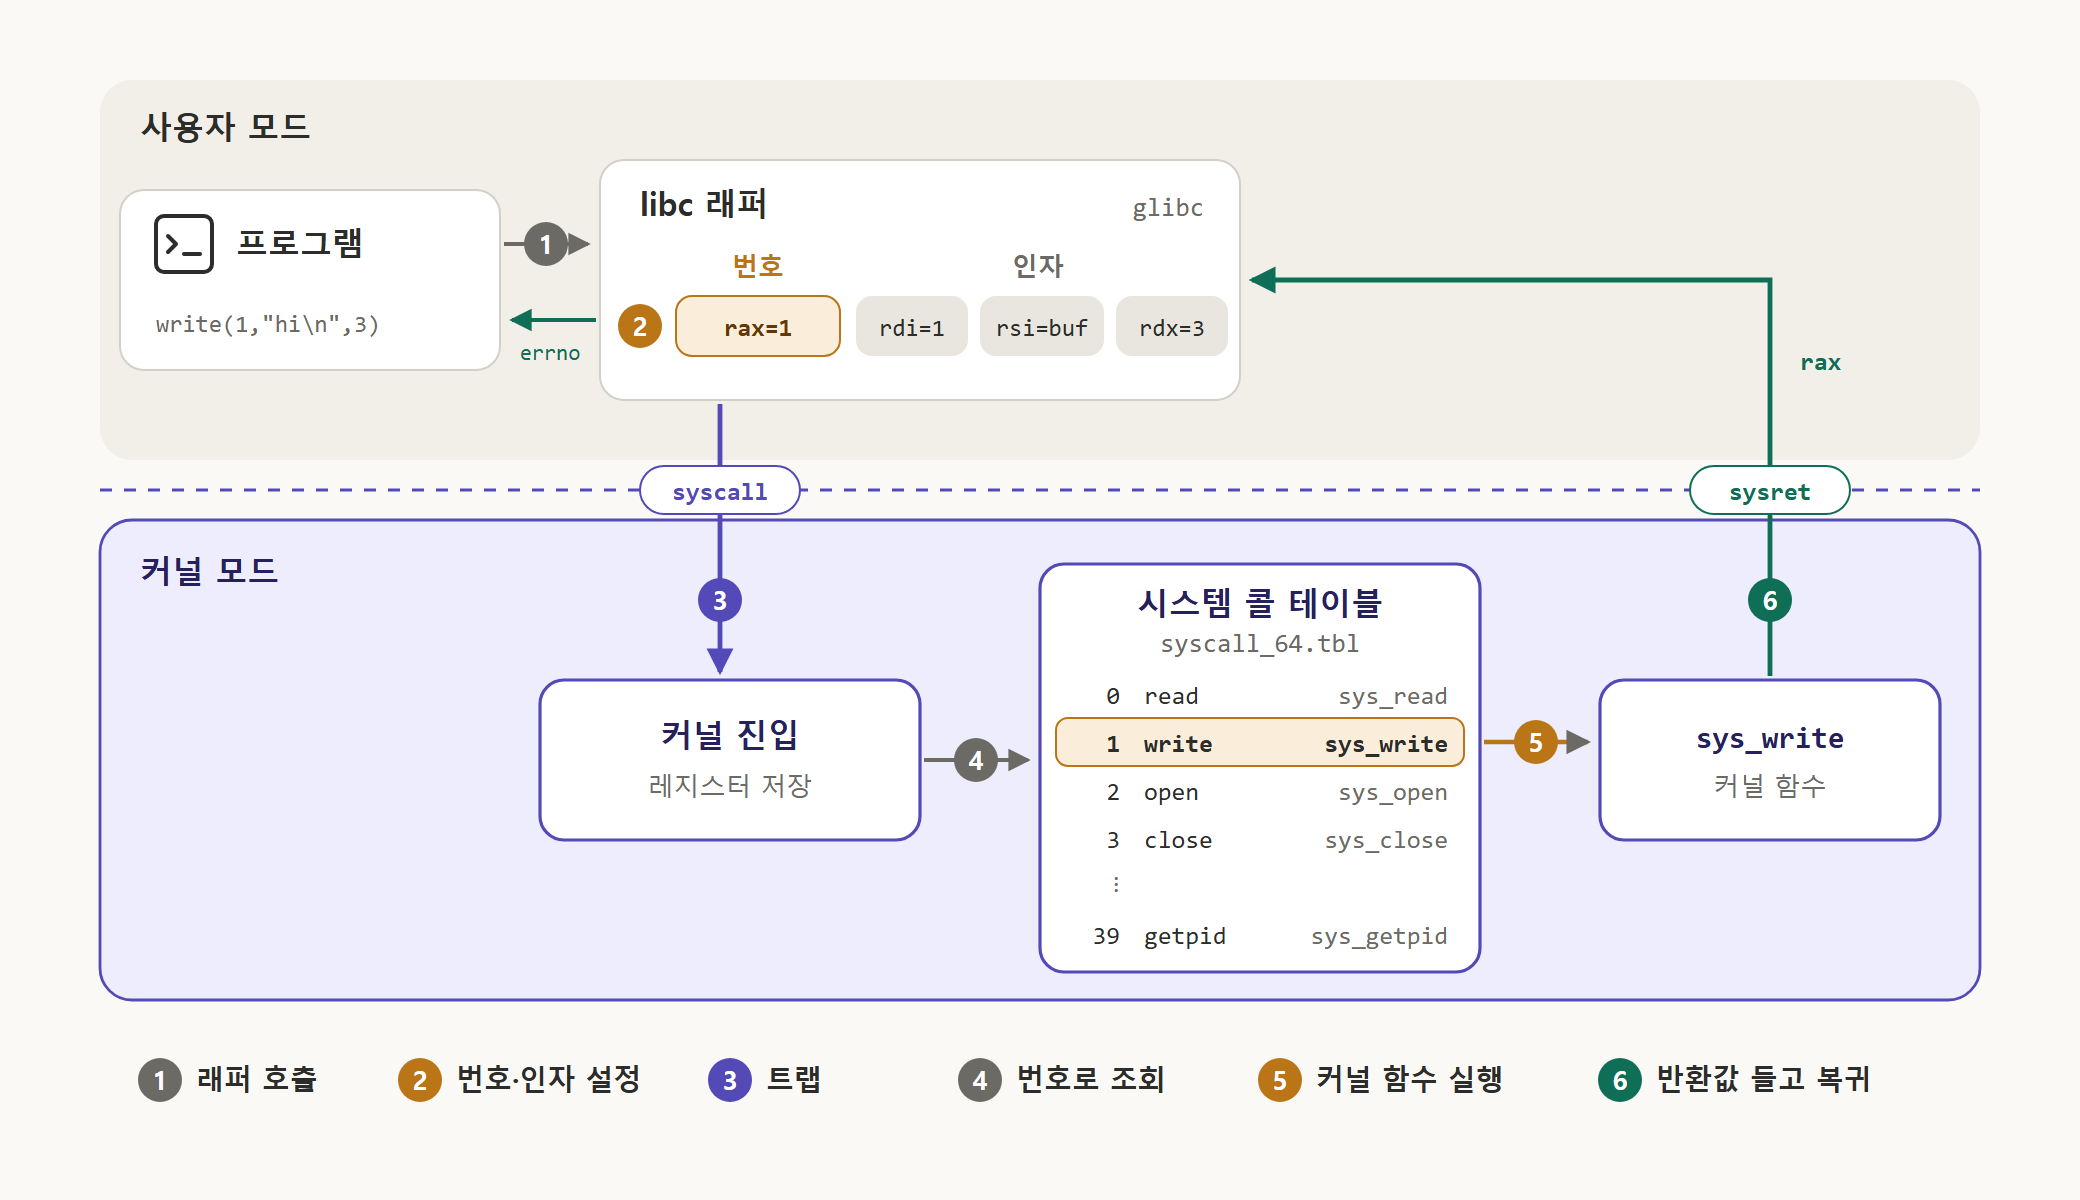 사용자 모드
프로그램
write(1,"hi\n",3)
1
errno
libc 래퍼
glibc
번호
인자
2
rax=1
rdi=1
rsi=buf
rdx=3
rax
syscall
sysret
커널 모드
3
커널 진입
레지스터 저장
4
시스템 콜 테이블
syscall_64.tbl
0 read sys_read
1 write sys_write
2 open sys_open
3 close sys_close
⋮
39 getpid sys_getpid
5
6
sys_write
커널 함수
1 래퍼 호출
2 번호·인자 설정
3 트랩
4 번호로 조회
5 커널 함수 실행
6 반환값 들고 복귀